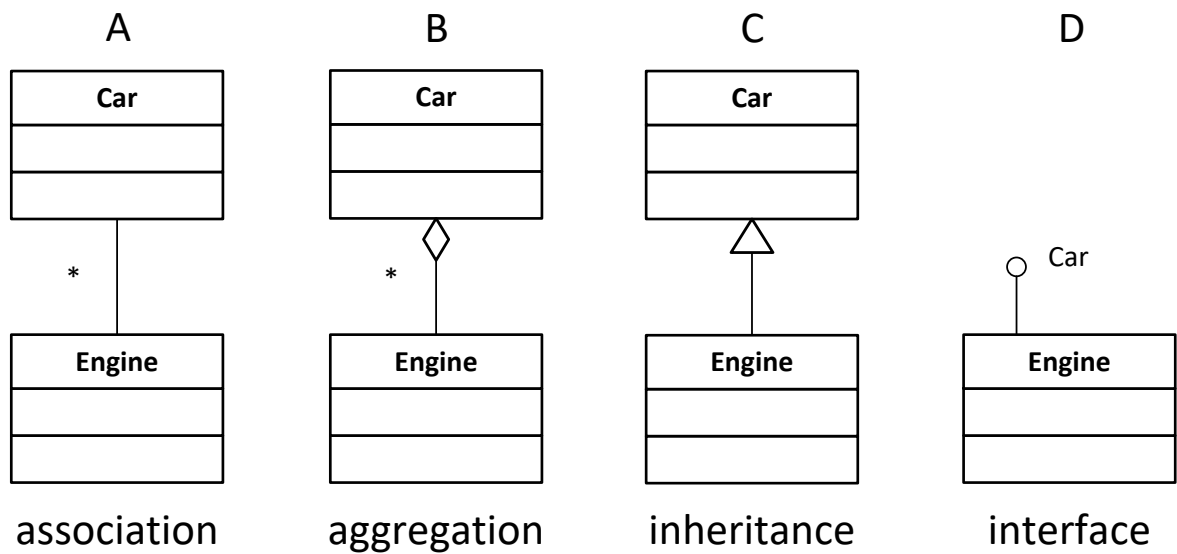 A B C D
Car Car Car
* * Car
Engine Engine Engine Engine
association aggregation inheritance interface